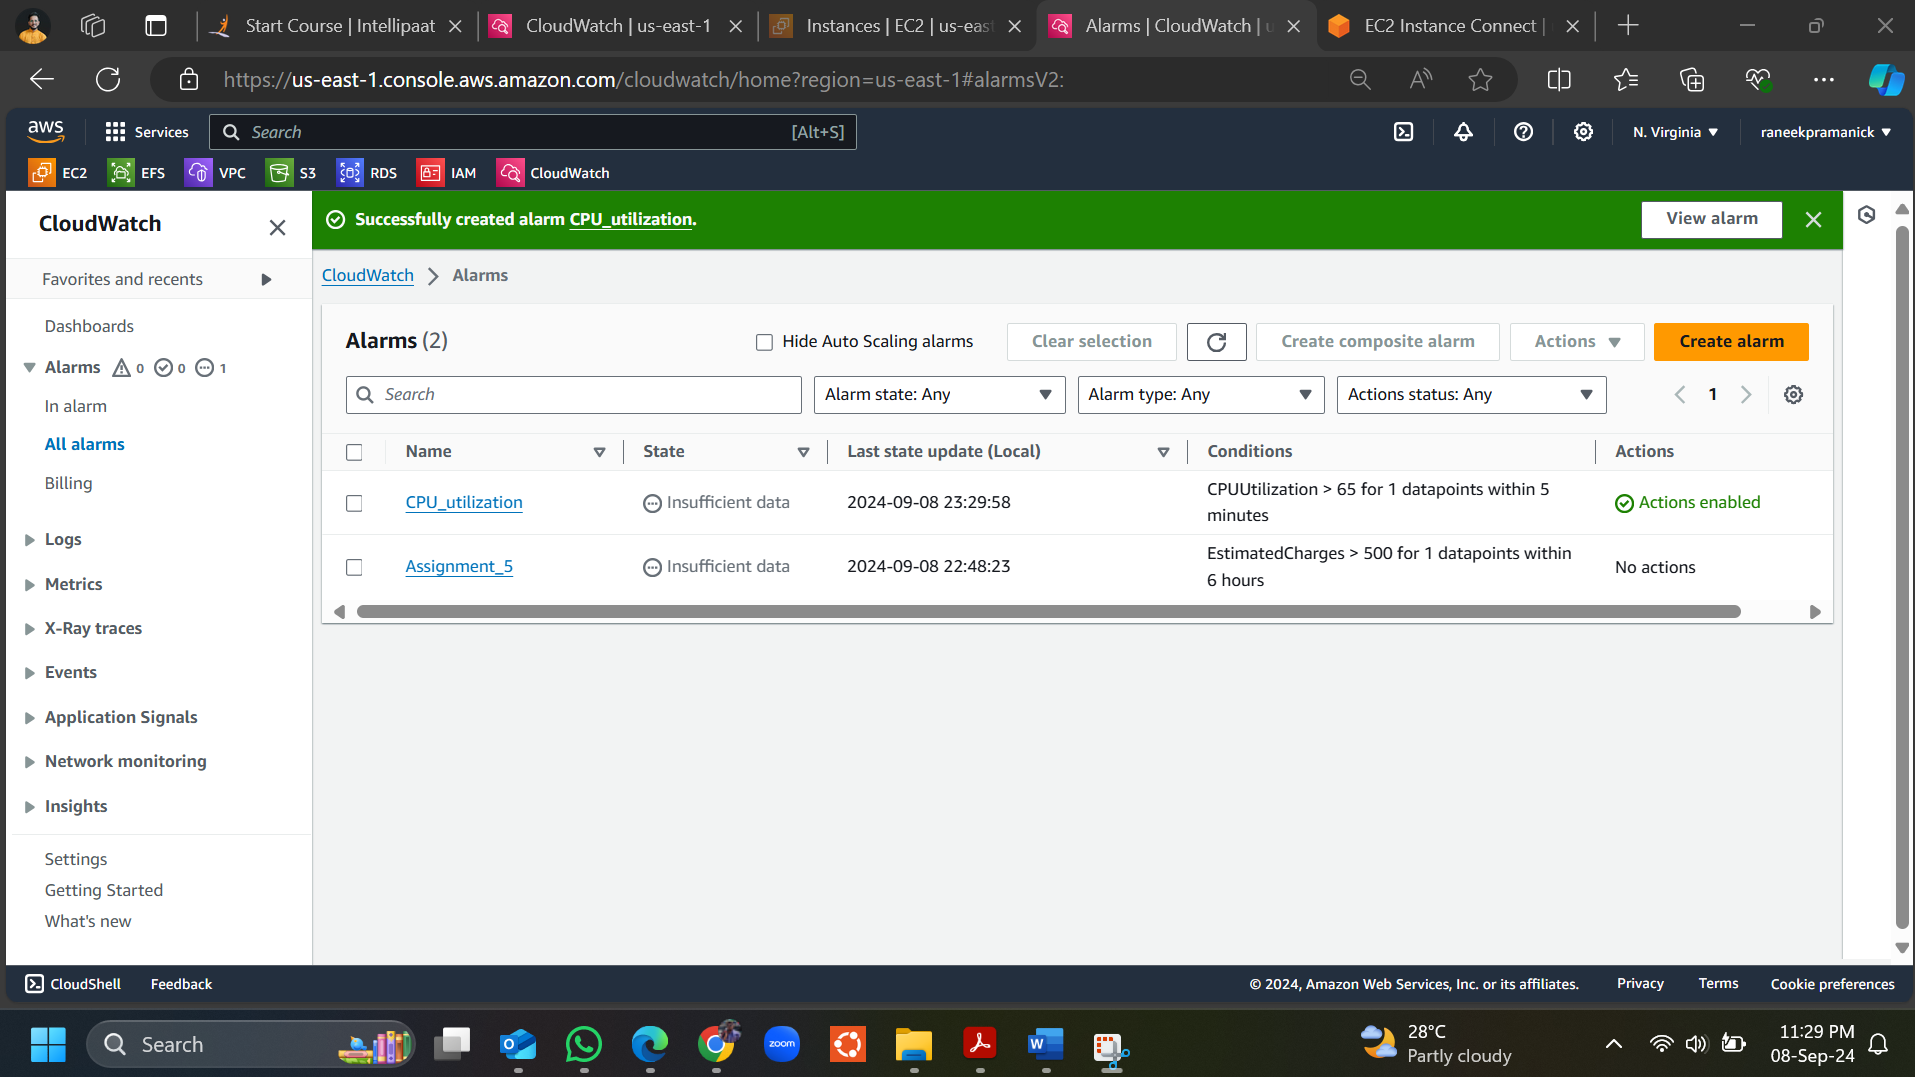 Start Course | Intellipaat
CloudWatch | us-east-1
Instances | EC2 | us-eas
Alarms | CloudWatch | u
EC2 Instance Connect |
https://us-east-1.console.aws.amazon.com/cloudwatch/home?region=us-east-1#alarmsV2:
aws
Services
Search
[Alt+S]
N. Virginia
raneekpramanick
EC2
EFS
VPC
S3
RDS
IAM
CloudWatch
CloudWatch
Favorites and recents
Dashboards
Alarms 0 0 1
In alarm
All alarms
Billing
Logs
Metrics
X-Ray traces
Events
Application Signals
Network monitoring
Insights
Settings
Getting Started
What's new
Successfully created alarm CPU_utilization.
View alarm
CloudWatch
Alarms
Alarms (2)
Hide Auto Scaling alarms
Clear selection
Create composite alarm
Actions
Create alarm
Search
Alarm state: Any
Alarm type: Any
Actions status: Any
1
Name
State
Last state update (Local)
Conditions
Actions
CPU_utilization
Insufficient data
2024-09-08 23:29:58
CPUUtilization > 65 for 1 datapoints within 5
minutes
Actions enabled
Assignment_5
Insufficient data
2024-09-08 22:48:23
EstimatedCharges > 500 for 1 datapoints within
6 hours
No actions
CloudShell
Feedback
© 2024, Amazon Web Services, Inc. or its affiliates.
Privacy
Terms
Cookie preferences
Search
zoom
W
28°C
Partly cloudy
11:29 PM
08-Sep-24